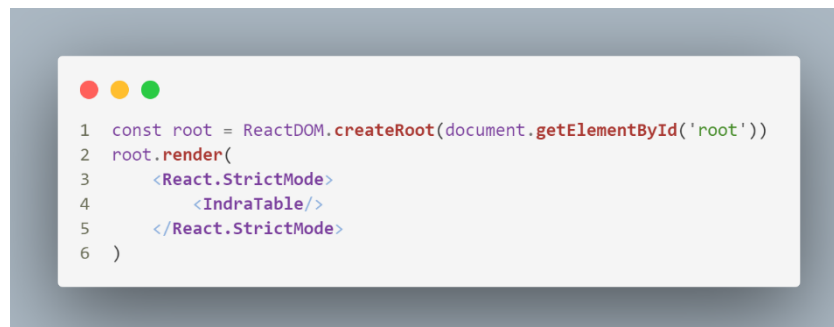 1 const root = ReactDOM.createRoot(document.getElementById('root'))
2 root.render(
3     <React.StrictMode>
4         <IndraTable/>
5     </React.StrictMode>
6 )